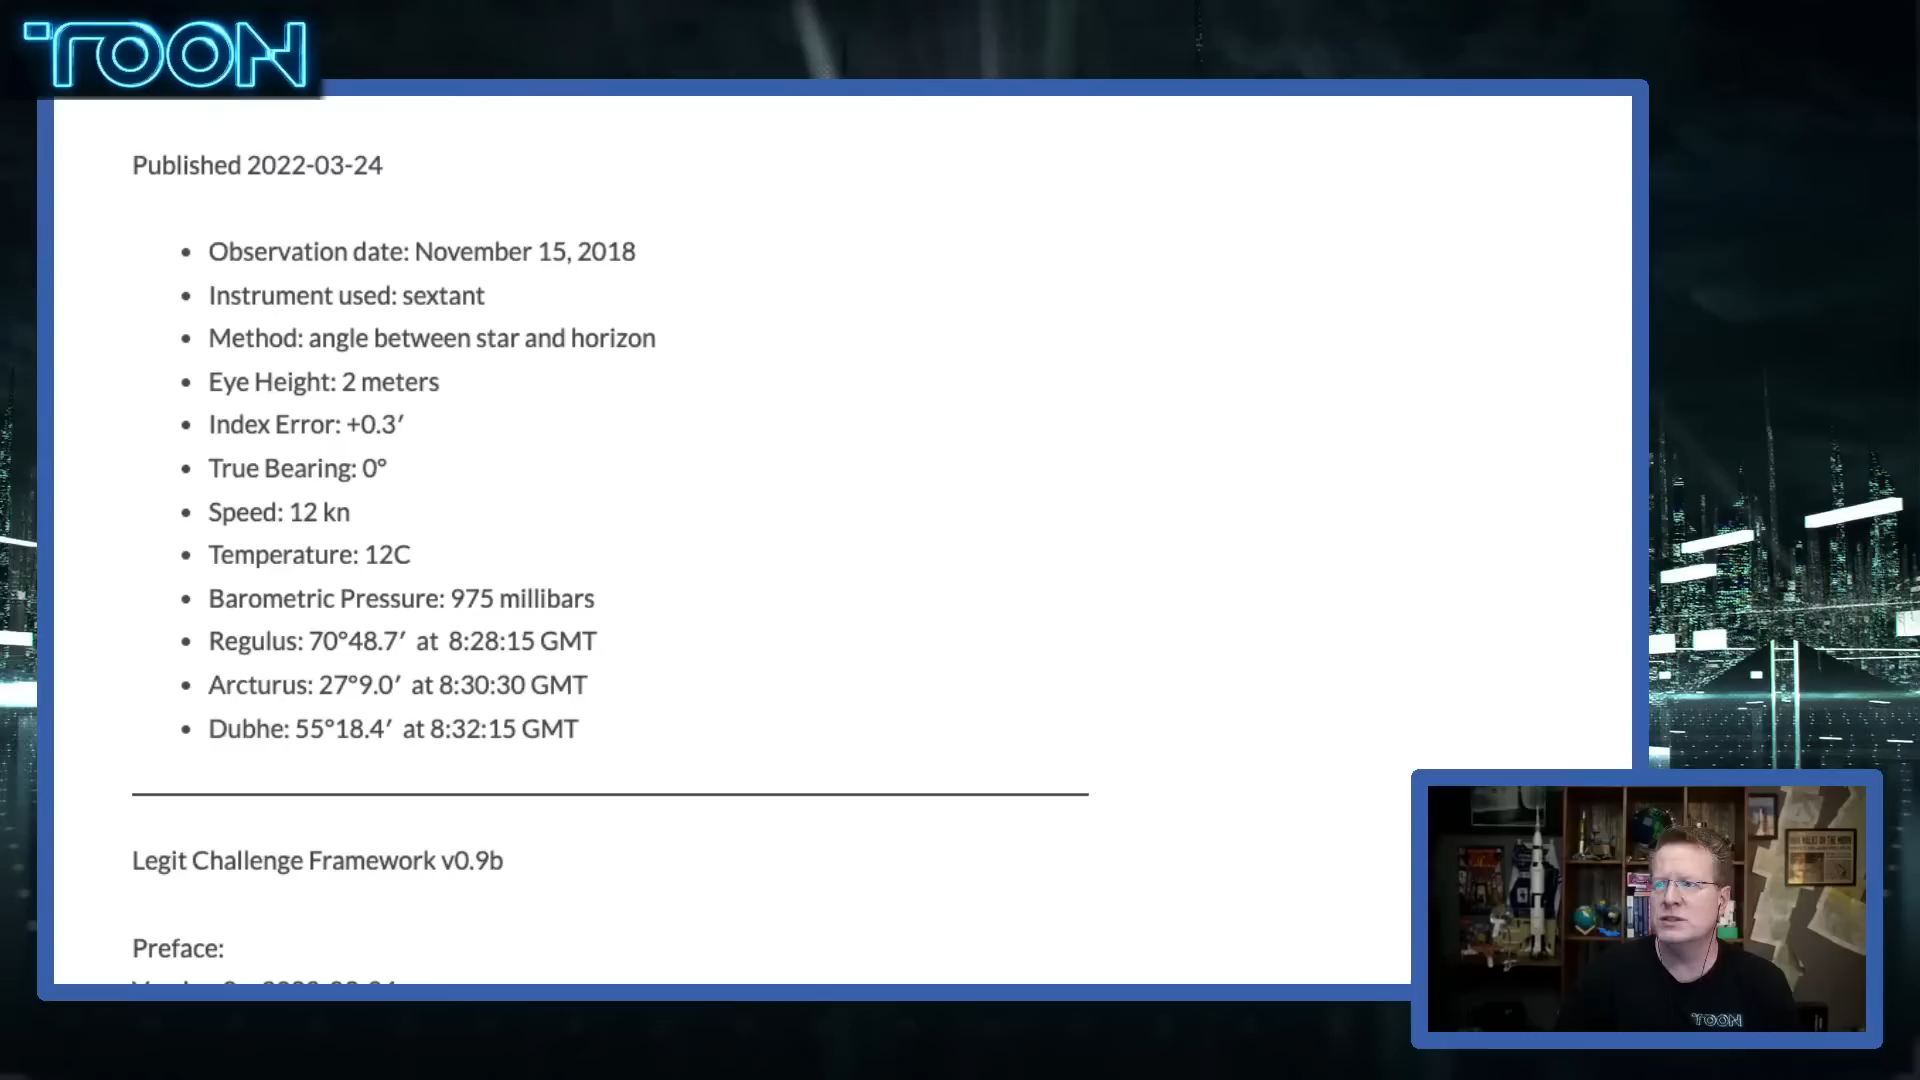 TOON
Published 2022-03-24
• Observation date: November 15, 2018
• Instrument used: sextant
• Method: angle between star and horizon
• Eye Height: 2 meters
• Index Error: +0.3′
• True Bearing: 0°
• Speed: 12 kn
• Temperature: 12C
• Barometric Pressure: 975 millibars
• Regulus: 70°48.7′ at 8:28:15 GMT
• Arcturus: 27°9.0′ at 8:30:30 GMT
• Dubhe: 55°18.4′ at 8:32:15 GMT
Legit Challenge Framework v0.9b
Preface:
TOON